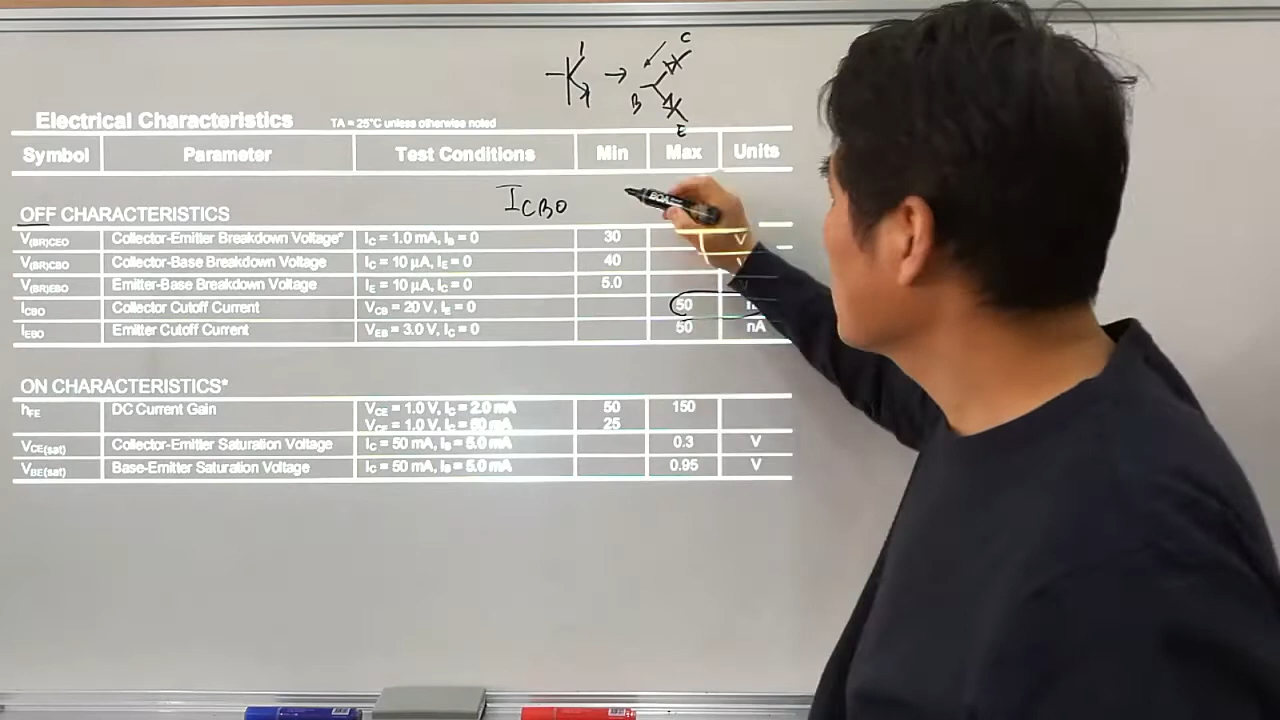 C
B
E
Electrical Characteristics TA = 25°C unless otherwise noted
Symbol Parameter Test Conditions Min Max Units
ICBO
OFF CHARACTERISTICS
V(BR)CEO Collector-Emitter Breakdown Voltage* IC = 1.0 mA, IB = 0 30 V
V(BR)CBO Collector-Base Breakdown Voltage IC = 10 μA, IE = 0 40 V
V(BR)EBO Emitter-Base Breakdown Voltage IE = 10 μA, IC = 0 5.0 V
ICBO Collector Cutoff Current VCB = 20 V, IE = 0 50
IEBO Emitter Cutoff Current VEB = 3.0 V, IC = 0 50 nA
ON CHARACTERISTICS*
hFE DC Current Gain VCE = 1.0 V, IC = 2.0 mA 50 150
VCE = 1.0 V, IC = 50 mA 25
VCE(sat) Collector-Emitter Saturation Voltage IC = 50 mA, IB = 5.0 mA 0.3 V
VBE(sat) Base-Emitter Saturation Voltage IC = 50 mA, IB = 5.0 mA 0.95 V